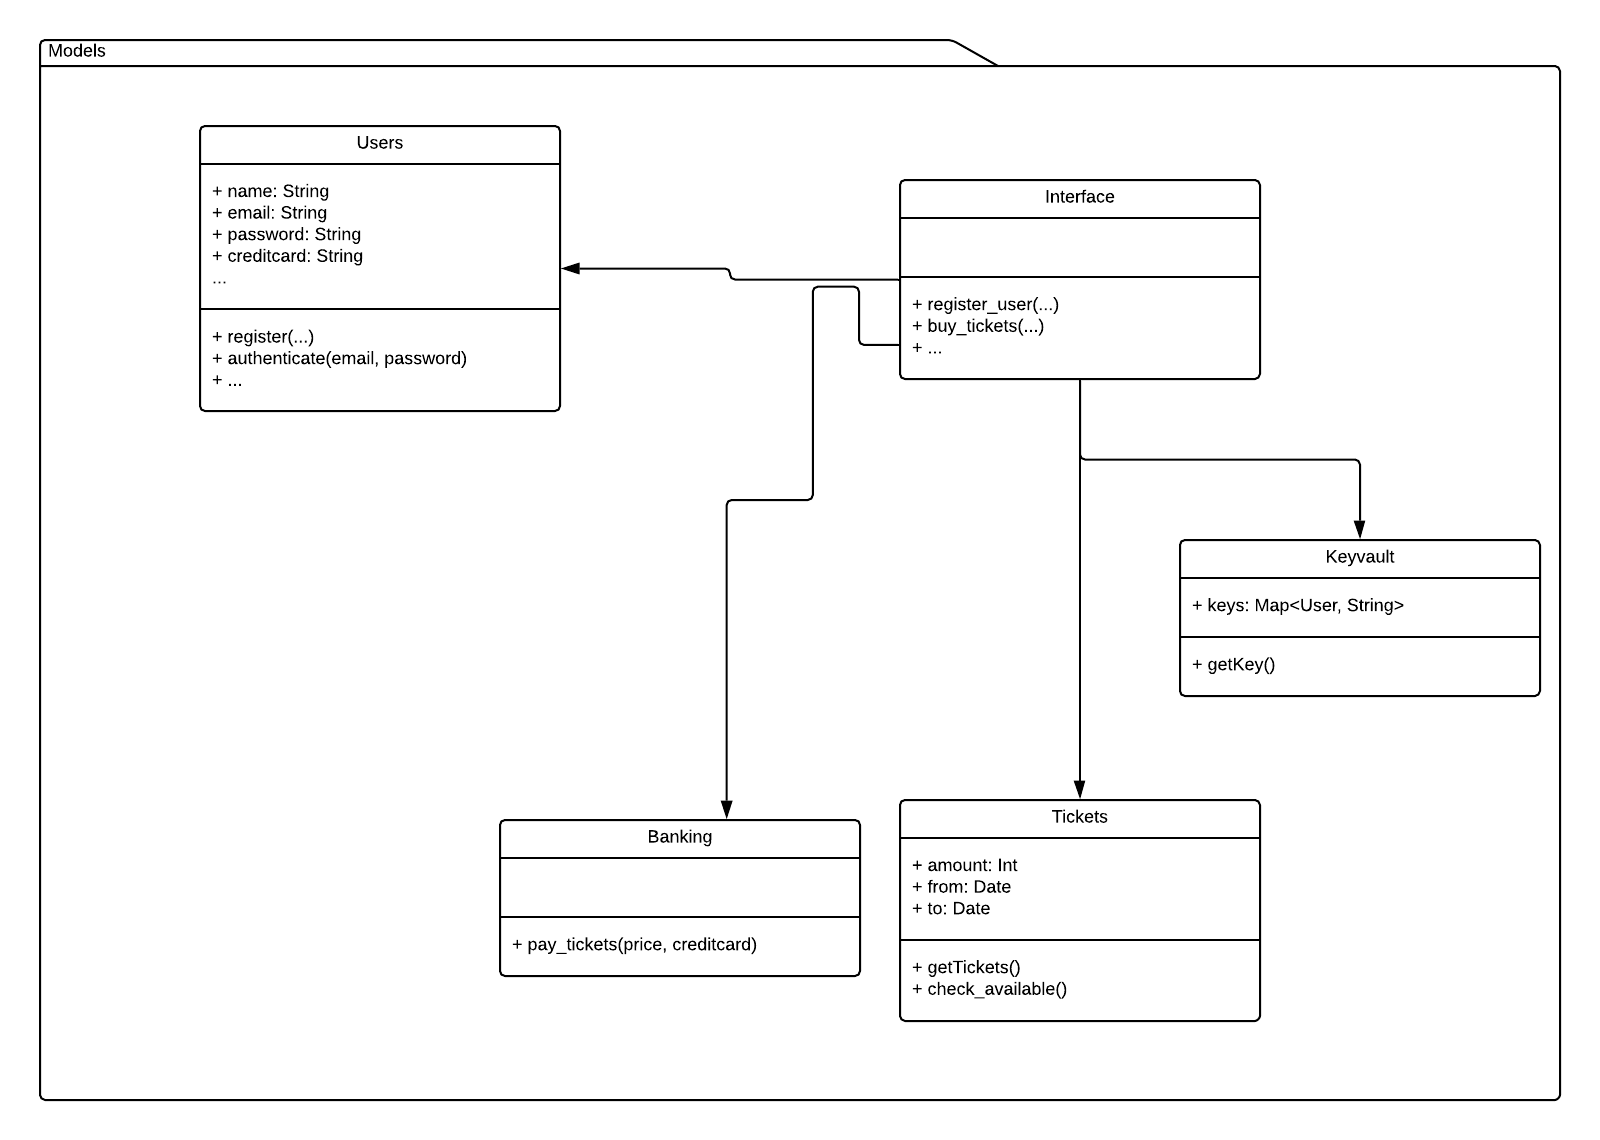 Models
Users
+ name: String
+ email: String
+ password: String
+ creditcard: String
...
+ register(...)
+ authenticate(email, password)
+ ...
Interface
+ register_user(...)
+ buy_tickets(...)
+ ...
Keyvault
+ keys: Map<User, String>
+ getKey()
Banking
+ pay_tickets(price, creditcard)
Tickets
+ amount: Int
+ from: Date
+ to: Date
+ getTickets()
+ check_available()